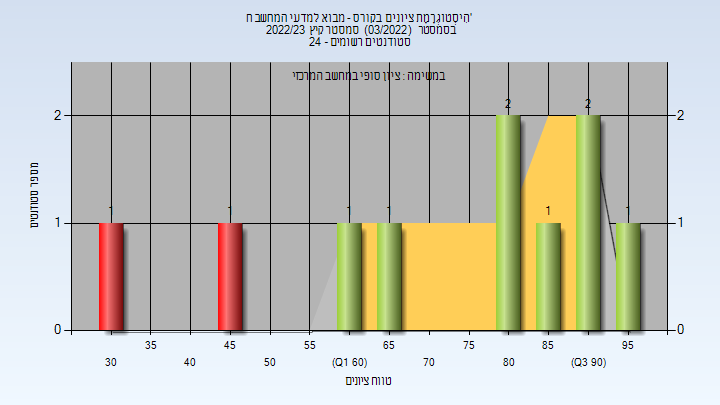 היסטוגרמת ציונים בקורס - מבוא למדעי המחשב ח'
בסמסטר (03/2022) סמסטר קיץ 2022/23
סטודנטים רשומים - 24
במשימה : ציון סופי במחשב המרכזי
מספר סטודנטים
2 2
2 2
1 1 1 1 1 1
1 1
0 0
35 45 55 65 75 85 95
30 40 50 (Q1 60) 70 80 (Q3 90)
טווח ציונים